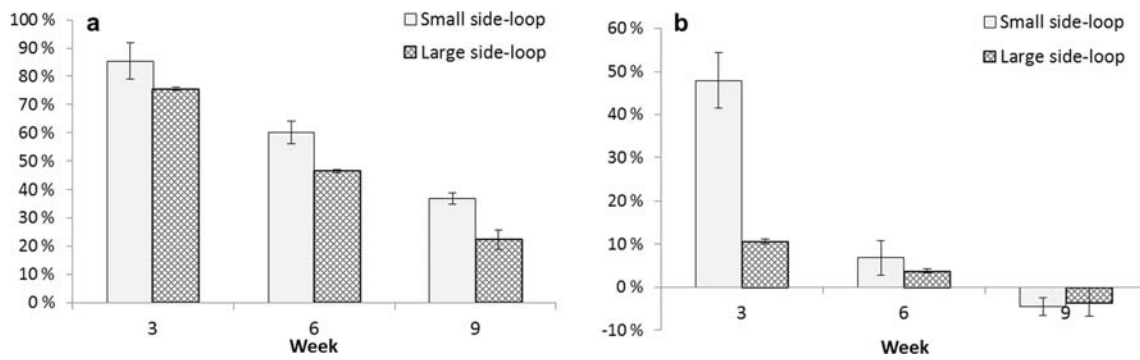 a
Small side-loop
Large side-loop
100 %
90 %
80 %
70 %
60 %
50 %
40 %
30 %
20 %
10 %
0 %
3 6 9
Week
b
Small side-loop
Large side-loop
60 %
50 %
40 %
30 %
20 %
10 %
0 %
-10 %
3 6 9
Week